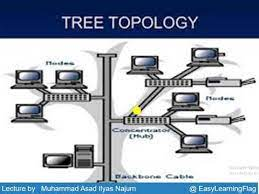 TREE TOPOLOGY
Nodes
Nodes
Concentrator
(Hub)
Backbone Cable
Lecture by Muhammad Asad Ilyas Najum
@ EasyLearningFlag